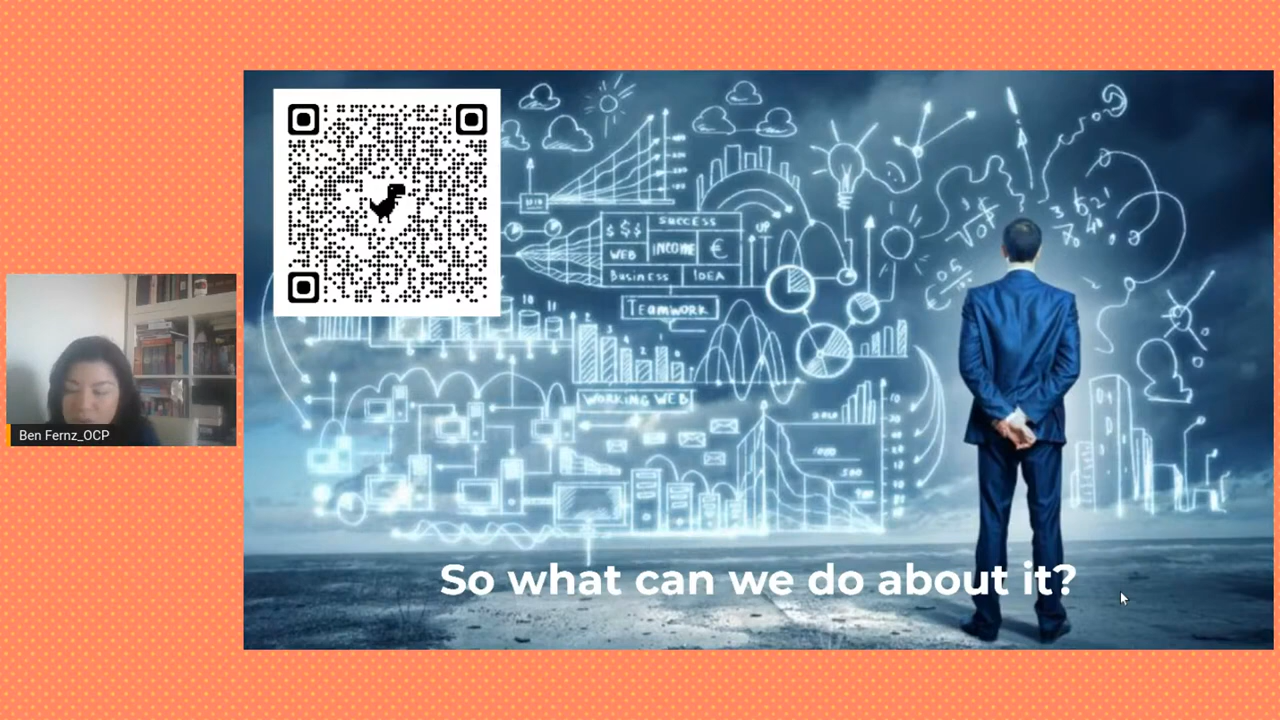 $ $ $
SUCCESS
WEB
INCOME
€
BUSINESS
IDEA
UP
TEAMWORK
WORKING WEB
Ben Fernz_OCP
So what can we do about it?